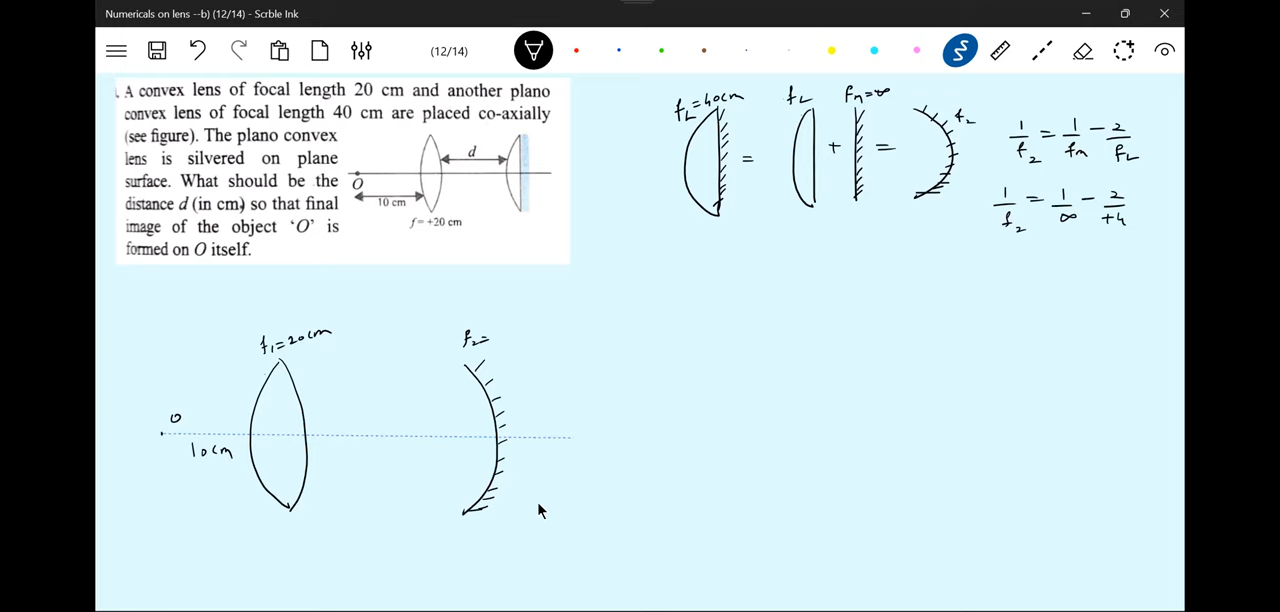 Numericals on lens --b) (12/14) - Scrble Ink
(12/14)
. A convex lens of focal length 20 cm and another plano
convex lens of focal length 40 cm are placed co-axially
(see figure). The plano convex
lens is silvered on plane
surface. What should be the
distance d (in cm) so that final
image of the object ‘O’ is
formed on O itself.
d
O
10 cm
f = +20 cm
fL=40cm
=
fL
+
Fm=∞
=
f2
1/f2 = 1/fm - 2/fL
1/f2 = 1/∞ - 2/+4
f1=20cm
f2=
O
10cm